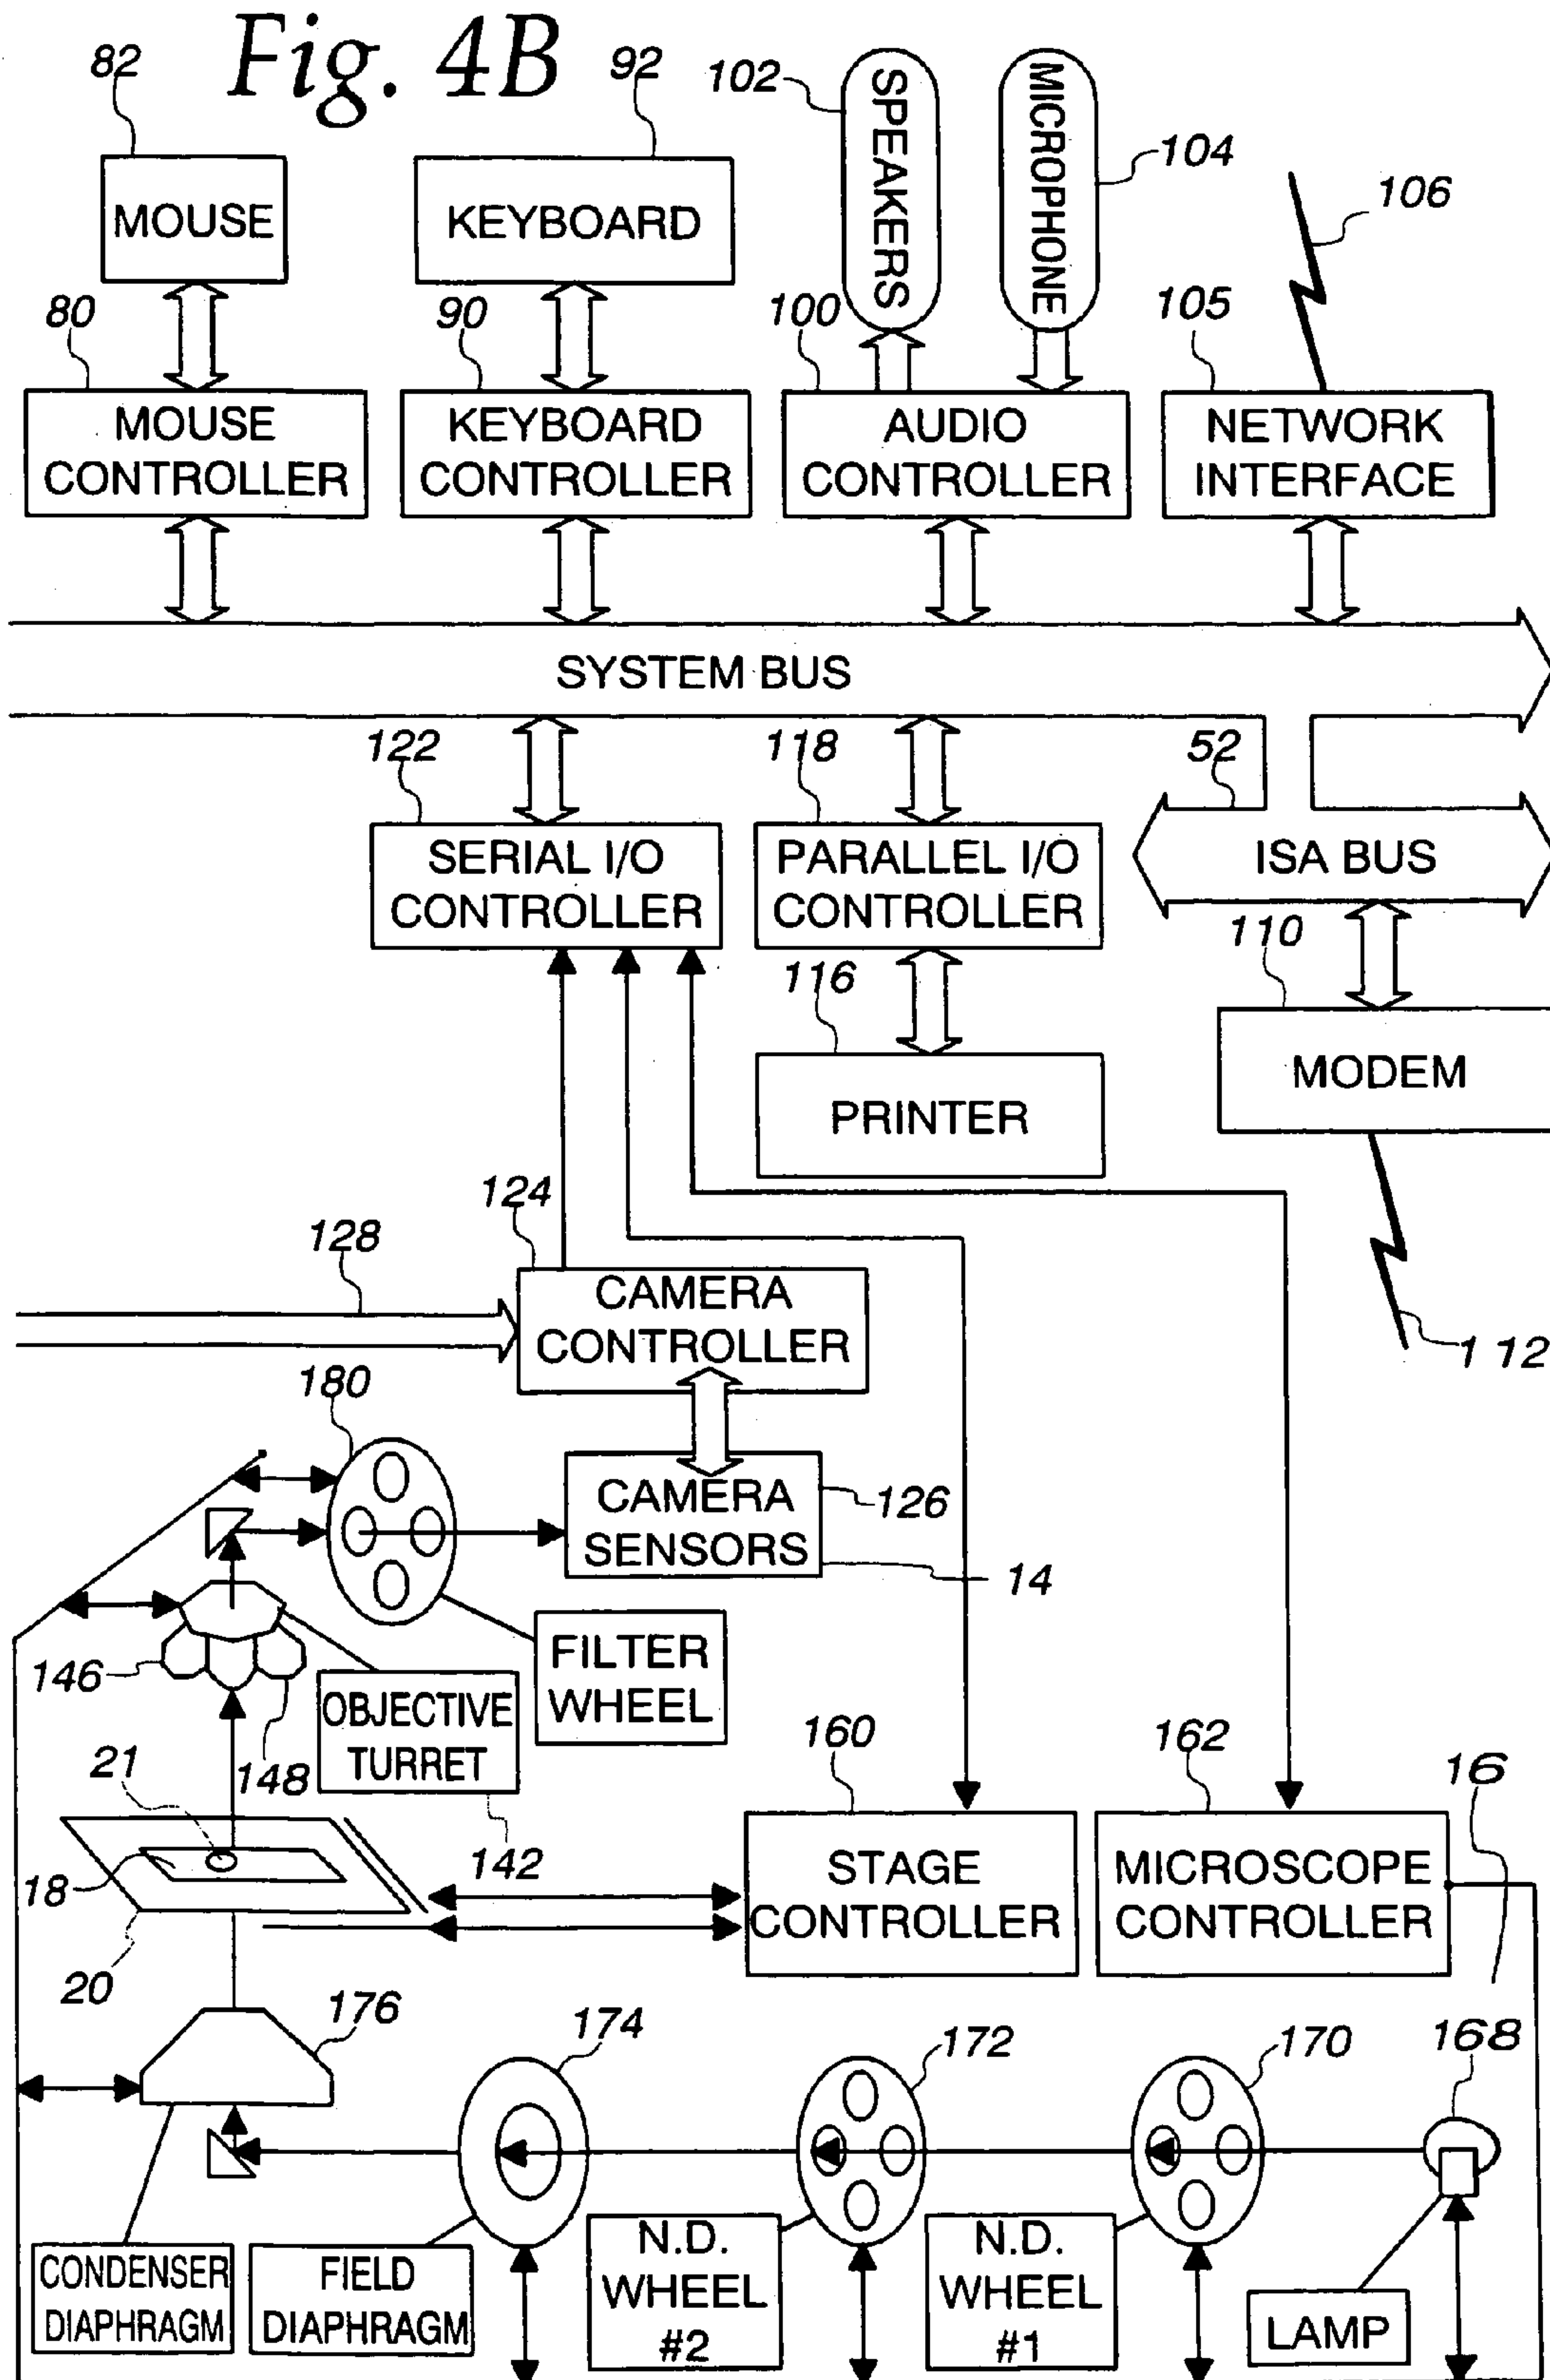 Fig. 4B
82
92
102
SPEAKERS
MICROPHONE
104
106
MOUSE
KEYBOARD
80
90
100
105
MOUSE
CONTROLLER
KEYBOARD
CONTROLLER
AUDIO
CONTROLLER
NETWORK
INTERFACE
SYSTEM BUS
122
118
52
SERIAL I/O
CONTROLLER
PARALLEL I/O
CONTROLLER
ISA BUS
110
116
MODEM
PRINTER
124
128
CAMERA
CONTROLLER
1 12
180
CAMERA
SENSORS
126
14
146
FILTER
WHEEL
OBJECTIVE
TURRET
148
21
160
162
16
142
18
STAGE
CONTROLLER
MICROSCOPE
CONTROLLER
20
176
174
172
170
168
CONDENSER
DIAPHRAGM
FIELD
DIAPHRAGM
N.D.
WHEEL
#2
N.D.
WHEEL
#1
LAMP